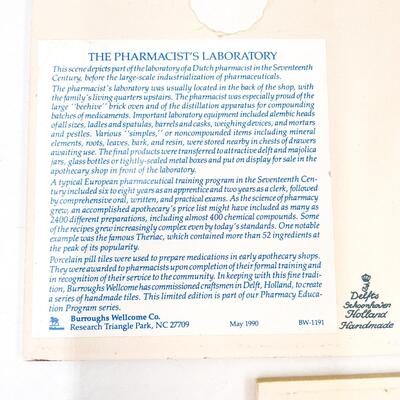 THE PHARMACIST'S LABORATORY
This scene depicts part of the laboratory of a Dutch pharmacist in the Seventeenth
Century, before the large-scale industrialization of pharmaceuticals.
The pharmacist's laboratory was usually located in the back of the shop, with
the family's living quarters upstairs. The pharmacist was especially proud of the
large "beehive" brick oven and of the distillation apparatus for compounding
batches of medicaments. Important laboratory equipment included alembic heads
of all sizes, ladles and spatulas, barrels and casks, weighing devices, and mortars
and pestles. Various "simples," or noncompounded items including mineral
elements, roots, leaves, bark, and resin, were stored nearby in chests of drawers
awaiting use. The final products were transferred to attractive delft and majolica
jars, glass bottles or tightly-sealed metal boxes and put on display for sale in the
apothecary shop in front of the laboratory.
A typical European pharmaceutical training program in the Seventeenth Cen-
tury included six to eight years as an apprentice and two years as a clerk, followed
by comprehensive oral, written, and practical exams. As the science of pharmacy
grew, an accomplished apothecary's price list might have included as many as
2400 different preparations, including almost 400 chemical compounds. Some
of the recipes grew increasingly complex even by today's standards. One notable
example was the famous Theriac, which contained more than 52 ingredients at
the peak of its popularity.
Porcelain pill tiles were used to prepare medications in early apothecary shops.
They were awarded to pharmacists upon completion of their formal training and
in recognition of their service to the community. In keeping with this fine tradi-
tion, Burroughs Wellcome has commissioned craftsmen in Delft, Holland, to create
a series of handmade tiles. This limited edition is part of our Pharmacy Educa-
tion Program series.
Burroughs Wellcome Co.
Research Triangle Park, NC 27709 May 1990 BW-1191
Wellcome
Delfts
Schoonhoven
Holland
Handmade